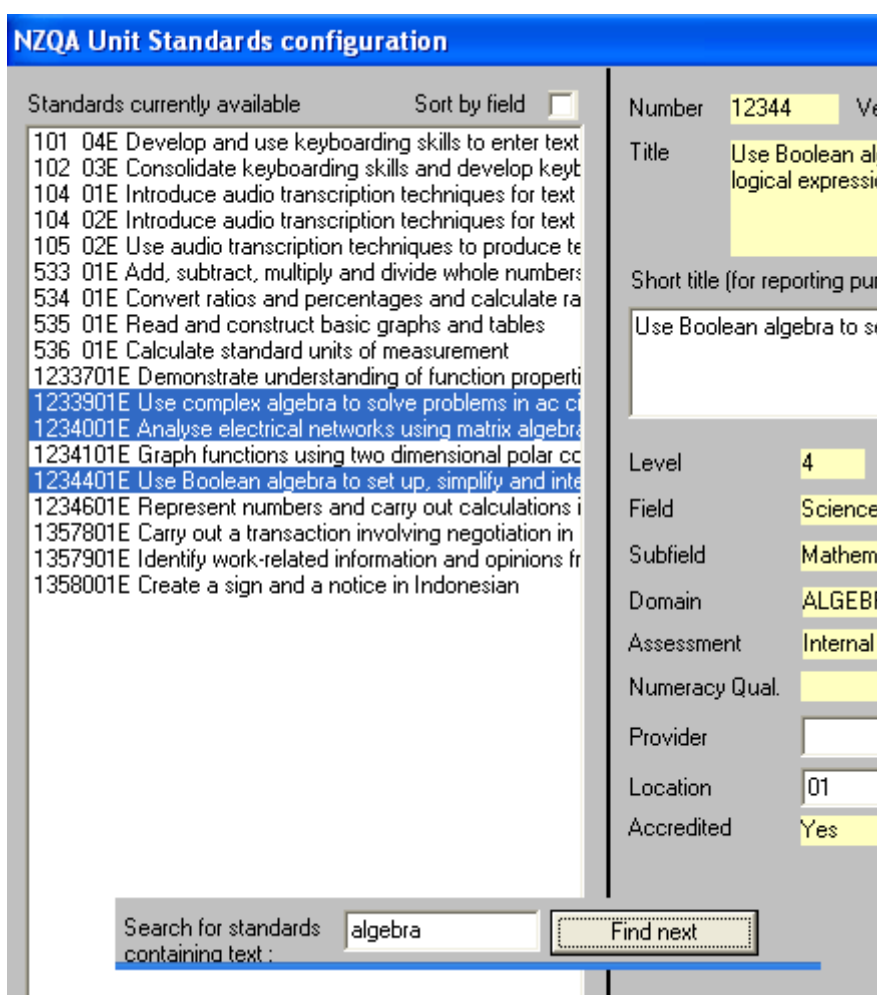 NZQA Unit Standards configuration
Standards currently available Sort by field
101 04E Develop and use keyboarding skills to enter text
102 03E Consolidate keyboarding skills and develop keyb
104 01E Introduce audio transcription techniques for text
104 02E Introduce audio transcription techniques for text
105 02E Use audio transcription techniques to produce te
533 01E Add, subtract, multiply and divide whole numbers
534 01E Convert ratios and percentages and calculate ra
535 01E Read and construct basic graphs and tables
536 01E Calculate standard units of measurement
1233701E Demonstrate understanding of function properti
1233901E Use complex algebra to solve problems in ac ci
1234001E Analyse electrical networks using matrix algebra
1234101E Graph functions using two dimensional polar co
1234401E Use Boolean algebra to set up, simplify and inte
1234601E Represent numbers and carry out calculations i
1357801E Carry out a transaction involving negotiation in
1357901E Identify work-related information and opinions fr
1358001E Create a sign and a notice in Indonesian
Search for standards
containing text :
algebra
Find next
Number 12344 Ve
Title Use Boolean al
logical expressi
Short title (for reporting pur
Use Boolean algebra to se
Level 4
Field Science
Subfield Mathem
Domain ALGEB
Assessment Internal
Numeracy Qual.
Provider
Location 01
Accredited Yes